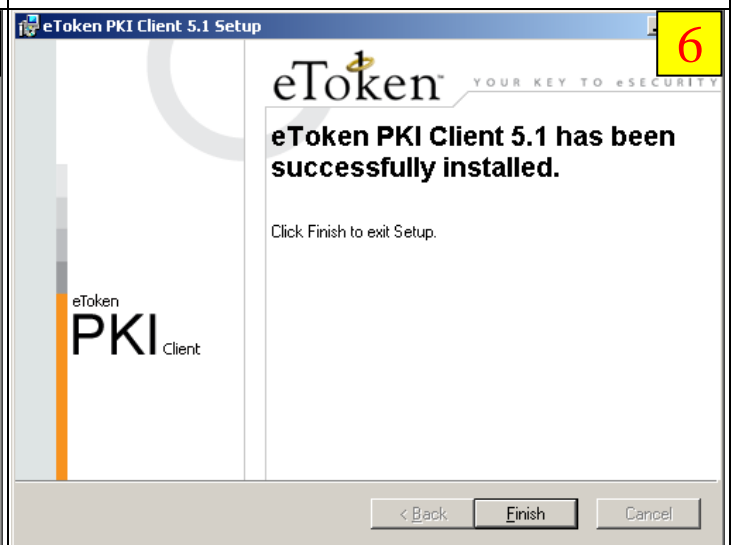 eToken PKI Client 5.1 Setup
6
eToken™ YOUR KEY TO eSECURITY
eToken PKI Client 5.1 has been
successfully installed.
Click Finish to exit Setup.
eToken
PKI Client
< Back Finish Cancel